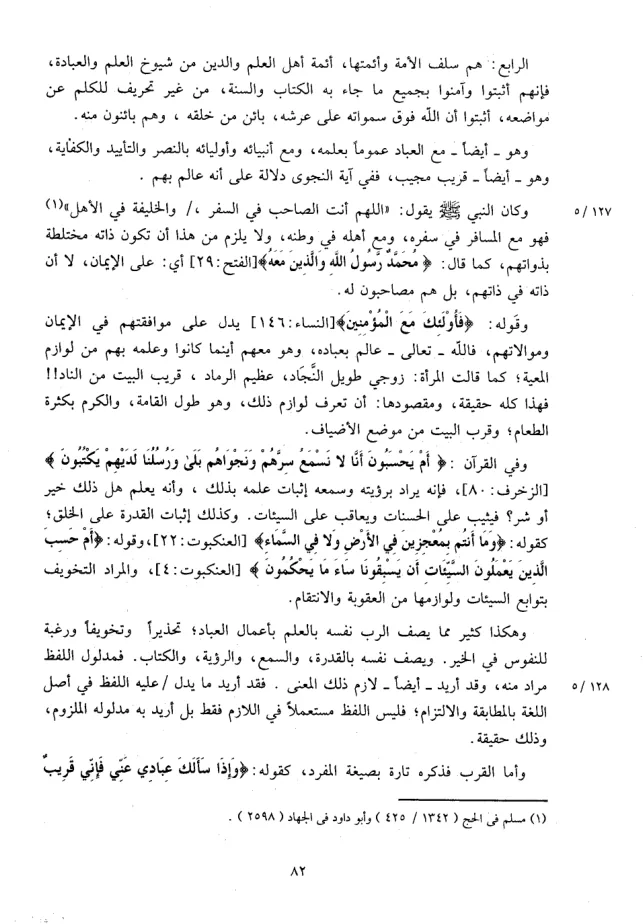 الرابع: هم سلف الأمة وأئمتها، أئمة أهل العلم والدين من شيوخ العلم والعبادة،
فإنهم أثبتوا وآمنوا بجميع ما جاء به الكتاب والسنة، من غير تحريف للكلم عن
مواضعه، أثبتوا أن الله فوق سمواته على عرشه، بائن من خلقه ، وهم بائنون منه.
وهو ـ أيضاً ـ مع العباد عموماً بعلمه، ومع أنبيائه وأوليائه بالنصر والتأييد والكفاية،
وهو ـ أيضاً ـ قريب مجيب، ففي آية النجوى دلالة على أنه عالم بهم .
٥ / ١٢٧
وكان النبي ﷺ يقول: «اللهم أنت الصاحب في السفر ،/ والخليفة في الأهل»(١)
فهو مع المسافر في سفره، ومع أهله في وطنه، ولا يلزم من هذا أن تكون ذاته مختلطة
بذواتهم، كما قال: ﴿ مُحَمَّدٌ رَّسُولُ اللَّهِ وَالَّذِينَ مَعَهُ﴾[الفتح:٢٩] أي: على الإيمان، لا أن
ذاته في ذاتهم، بل هم مصاحبون له.
وقوله: ﴿فَأُوْلَئِكَ مَعَ الْمُؤْمِنِينَ﴾[النساء:١٤٦] يدل على موافقتهم في الإيمان
وموالاتهم، فالله ـ تعالى ـ عالم بعباده، وهو معهم أينما كانوا وعلمه بهم من لوازم
المعية؛ كما قالت المرأة: زوجي طويل النَّجَاد، عظيم الرماد ، قريب البيت من الناد!!
فهذا كله حقيقة، ومقصودها: أن تعرف لوازم ذلك، وهو طول القامة، والكرم بكثرة
الطعام؛ وقرب البيت من موضع الأضياف.
وفي القرآن :﴿ أَمْ يَحْسَبُونَ أَنَّا لا نَسْمَعُ سِرَّهُمْ وَنَجْوَاهُم بَلَىٰ وَرُسُلُنَا لَدَيْهِمْ يَكْتُبُونَ ﴾
[الزخرف:٨٠]، فإنه يراد برؤيته وسمعه إثبات علمه بذلك ، وأنه يعلم هل ذلك خير
أو شر؟ فيثيب على الحسنات ويعاقب على السيئات. وكذلك إثبات القدرة على الخلق؛
كقوله:﴿وَمَا أَنتُم بِمُعْجِزِينَ فِي الأَرْضِ وَلا فِي السَّمَاءِ﴾ [العنكبوت:٢٢]،وقوله:﴿أَمْ حَسِبَ
الَّذِينَ يَعْمَلُونَ السَّيِّئَاتِ أَن يَسْبِقُونَا سَاءَ مَا يَحْكُمُونَ ﴾ [العنكبوت:٤]، والمراد التخويف
بتوابع السيئات ولوازمها من العقوبة والانتقام.
وهكذا كثير مما يصف الرب نفسه بالعلم بأعمال العباد؛ تحذيراً وتخويفاً ورغبة
للنفوس في الخير. ويصف نفسه بالقدرة، والسمع، والرؤية، والكتاب. فمدلول اللفظ
٥ / ١٢٨
مراد منه، وقد أريد ـ أيضاً ـ لازم ذلك المعنى . فقد أريد ما يدل /عليه اللفظ في أصل
اللغة بالمطابقة والالتزام؛ فليس اللفظ مستعملاً في اللازم فقط بل أريد به مدلوله الملزوم،
وذلك حقيقة.
وأما القرب فذكره تارة بصيغة المفرد، كقوله:﴿وَإِذَا سَأَلَكَ عِبَادِي عَنِّي فَإِنِّي قَرِيبٌ
(١) مسلم فى الحج ( ١٣٤٢ / ٤٢٥ ) وأبو داود فى الجهاد ( ٢٥٩٨ ) .
٨٢